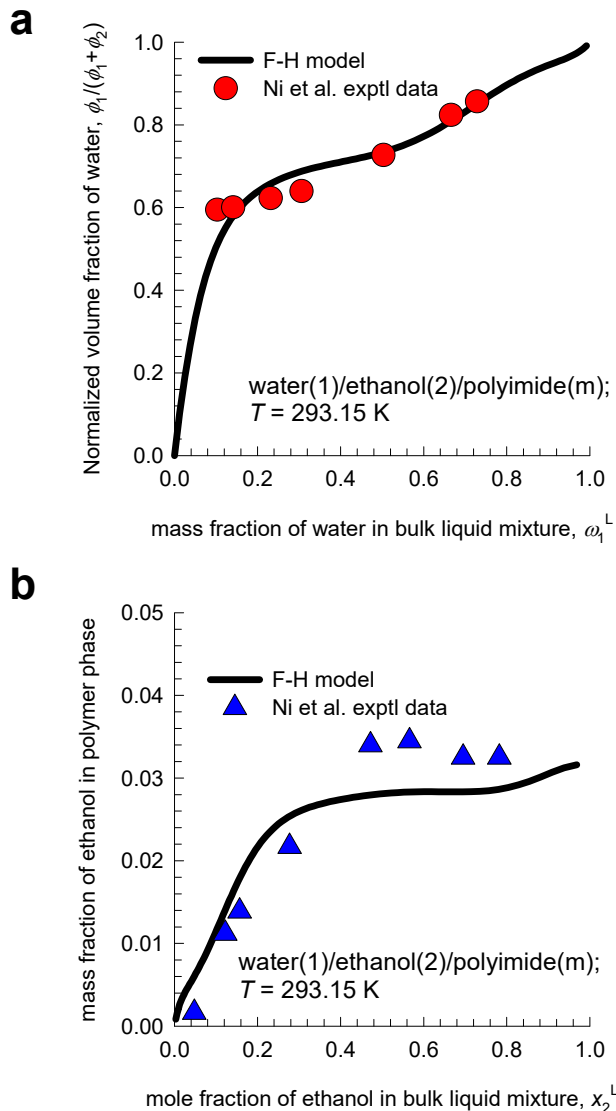 a
Normalized volume fraction of water, ϕ₁/(ϕ₁+ϕ₂)
1.0
0.8
0.6
0.4
0.2
0.0
F-H model
Ni et al. exptl data
water(1)/ethanol(2)/polyimide(m);
T = 293.15 K
0.0 0.2 0.4 0.6 0.8 1.0
mass fraction of water in bulk liquid mixture, ω₁ᴸ
b
mass fraction of ethanol in polymer phase
0.05
0.04
0.03
0.02
0.01
0.00
F-H model
Ni et al. exptl data
water(1)/ethanol(2)/polyimide(m);
T = 293.15 K
0.0 0.2 0.4 0.6 0.8 1.0
mole fraction of ethanol in bulk liquid mixture, x₂ᴸ